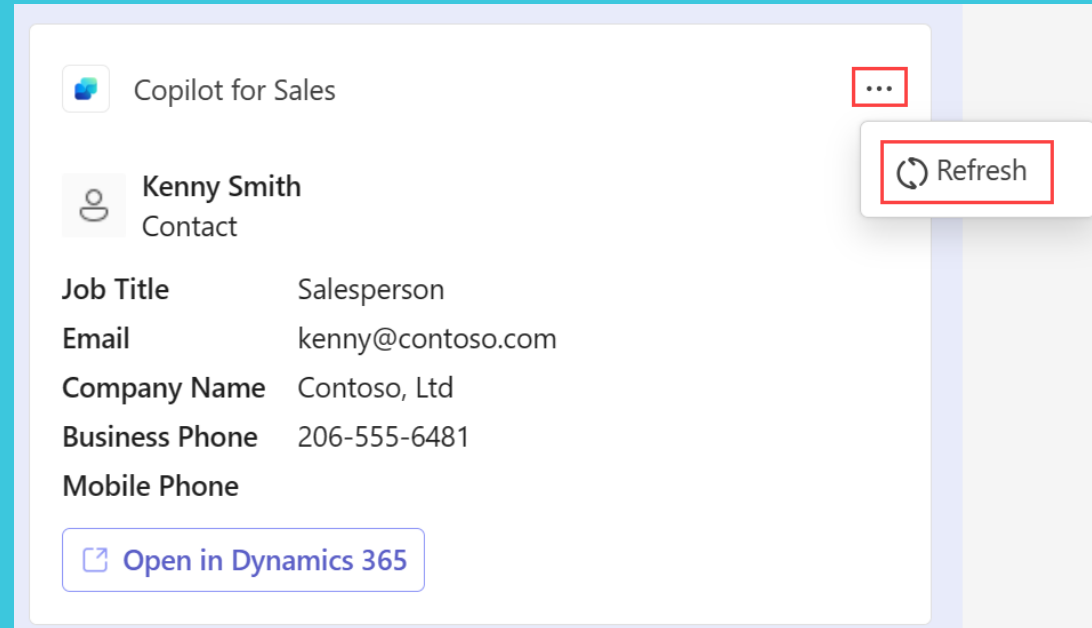 Copilot for Sales
...
Refresh
Kenny Smith
Contact
Job Title Salesperson
Email kenny@contoso.com
Company Name Contoso, Ltd
Business Phone 206-555-6481
Mobile Phone
Open in Dynamics 365